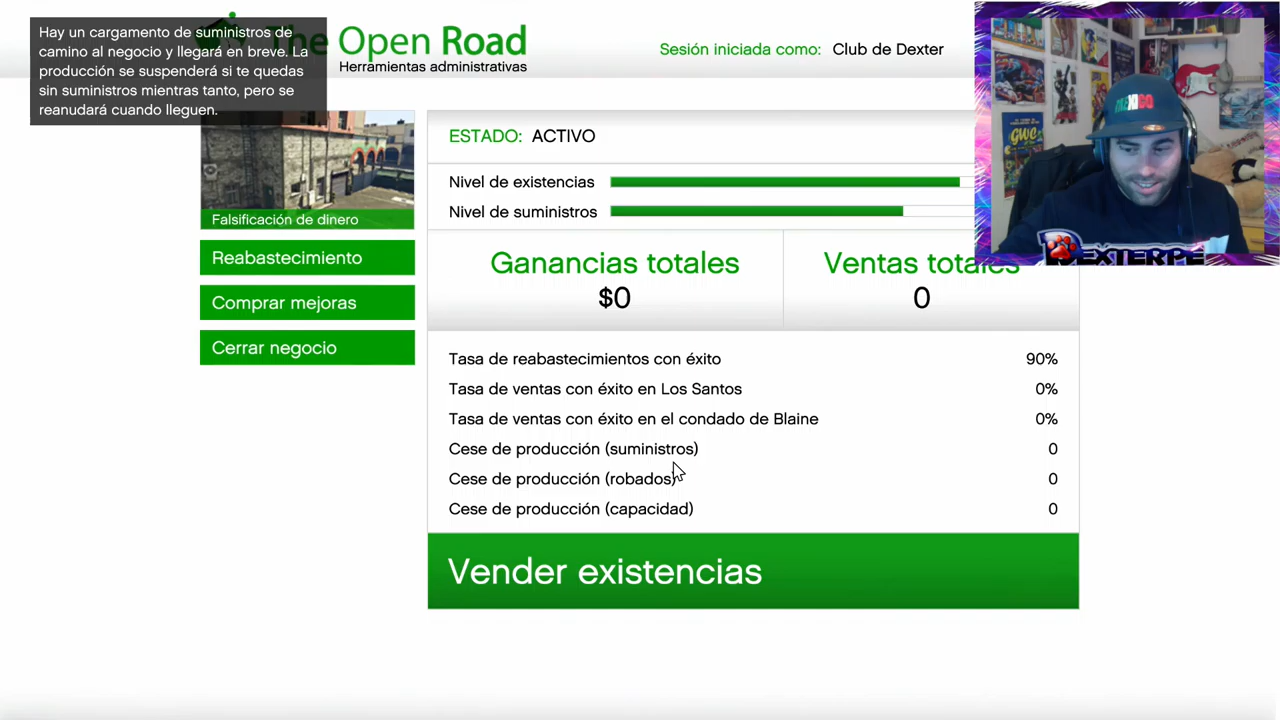 Hay un cargamento de suministros de
camino al negocio y llegará en breve. La
producción se suspenderá si te quedas
sin suministros mientras tanto, pero se
reanudará cuando lleguen.
The Open Road
Herramientas administrativas
Sesión iniciada como: Club de Dexter
Falsificación de dinero
Reabastecimiento
Comprar mejoras
Cerrar negocio
ESTADO: ACTIVO
Nivel de existencias
Nivel de suministros
Ganancias totales
$0
Ventas totales
0
Tasa de reabastecimientos con éxito 90%
Tasa de ventas con éxito en Los Santos 0%
Tasa de ventas con éxito en el condado de Blaine 0%
Cese de producción (suministros) 0
Cese de producción (robados) 0
Cese de producción (capacidad) 0
Vender existencias
MEXICO
GWC
DEXTERPE